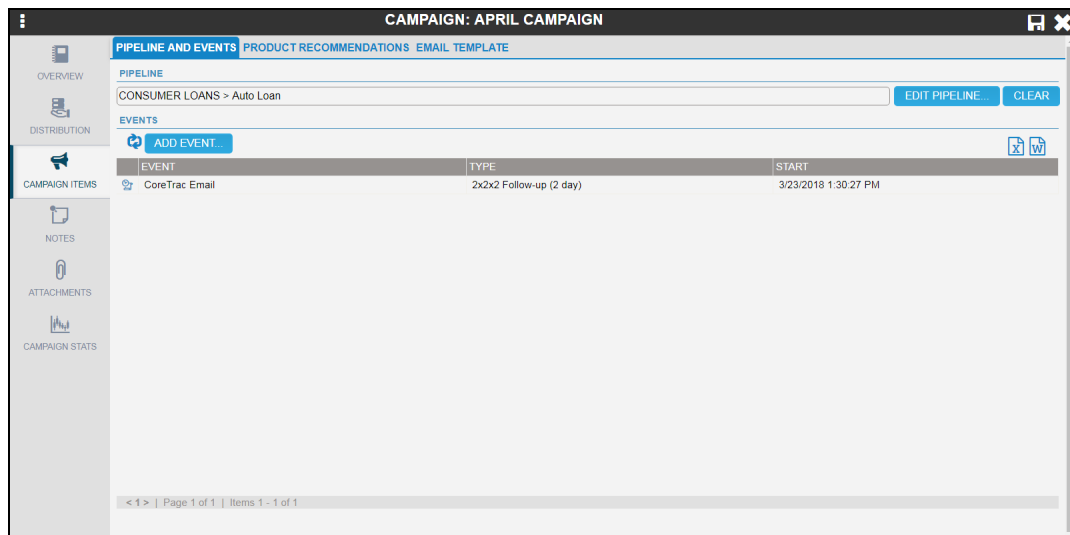 CAMPAIGN: APRIL CAMPAIGN
OVERVIEW
DISTRIBUTION
CAMPAIGN ITEMS
NOTES
ATTACHMENTS
CAMPAIGN STATS
PIPELINE AND EVENTS PRODUCT RECOMMENDATIONS EMAIL TEMPLATE
PIPELINE
CONSUMER LOANS > Auto Loan EDIT PIPELINE... CLEAR
EVENTS
ADD EVENT... X W
EVENT TYPE START
CoreTrac Email 2x2x2 Follow-up (2 day) 3/23/2018 1:30:27 PM
< 1 > | Page 1 of 1 | Items 1 - 1 of 1